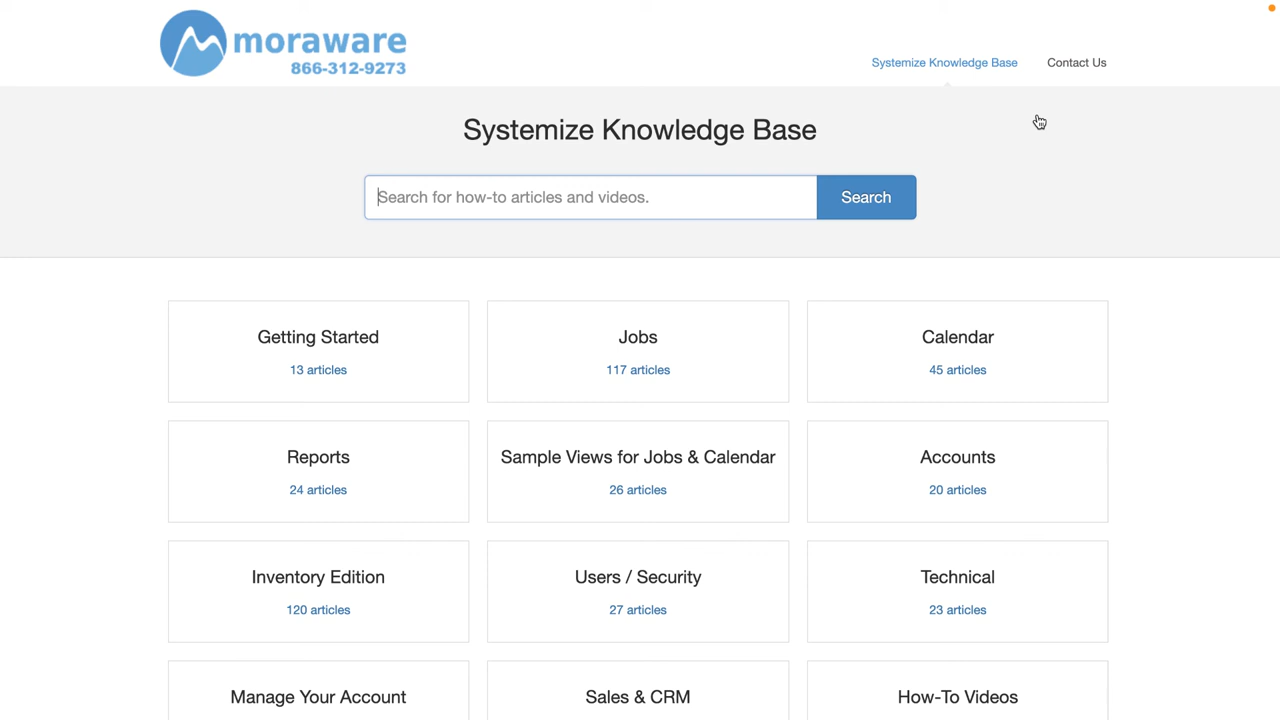 moraware
866-312-9273
Systemize Knowledge Base
Contact Us
Systemize Knowledge Base
Search for how-to articles and videos.
Search
Getting Started
13 articles
Jobs
117 articles
Calendar
45 articles
Reports
24 articles
Sample Views for Jobs & Calendar
26 articles
Accounts
20 articles
Inventory Edition
120 articles
Users / Security
27 articles
Technical
23 articles
Manage Your Account
Sales & CRM
How-To Videos